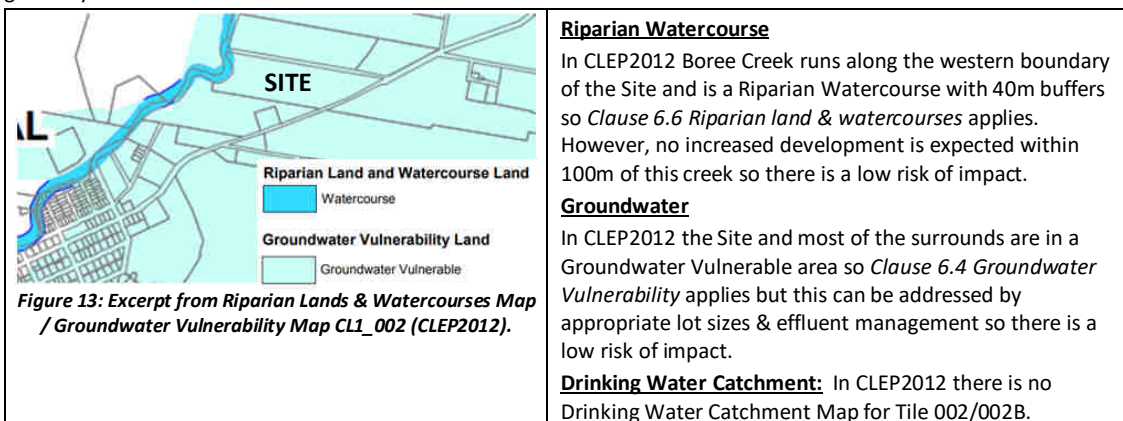 SITE
AL
Riparian Land and Watercourse Land
Watercourse
Groundwater Vulnerability Land
Groundwater Vulnerable
Figure 13: Excerpt from Riparian Lands & Watercourses Map
/ Groundwater Vulnerability Map CL1_002 (CLEP2012).
Riparian Watercourse
In CLEP2012 Boree Creek runs along the western boundary
of the Site and is a Riparian Watercourse with 40m buffers
so Clause 6.6 Riparian land & watercourses applies.
However, no increased development is expected within
100m of this creek so there is a low risk of impact.
Groundwater
In CLEP2012 the Site and most of the surrounds are in a
Groundwater Vulnerable area so Clause 6.4 Groundwater
Vulnerability applies but this can be addressed by
appropriate lot sizes & effluent management so there is a
low risk of impact.
Drinking Water Catchment: In CLEP2012 there is no
Drinking Water Catchment Map for Tile 002/002B.